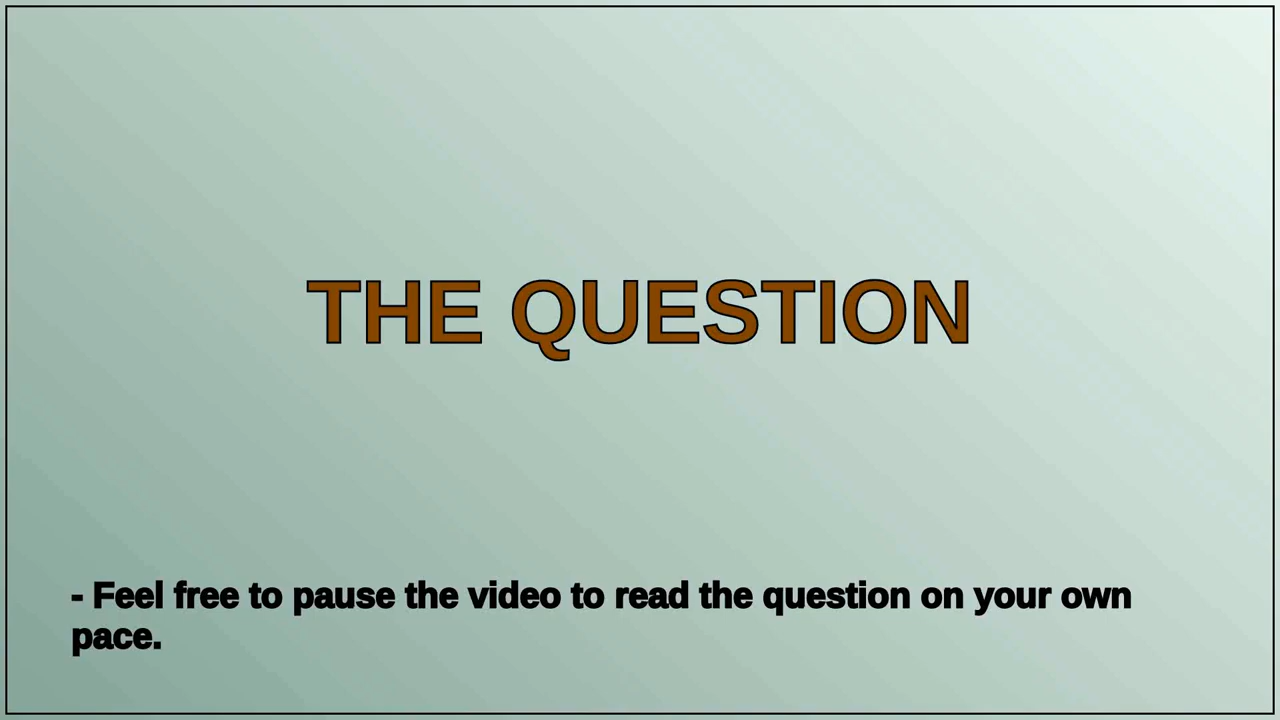 THE QUESTION
- Feel free to pause the video to read the question on your own
pace.